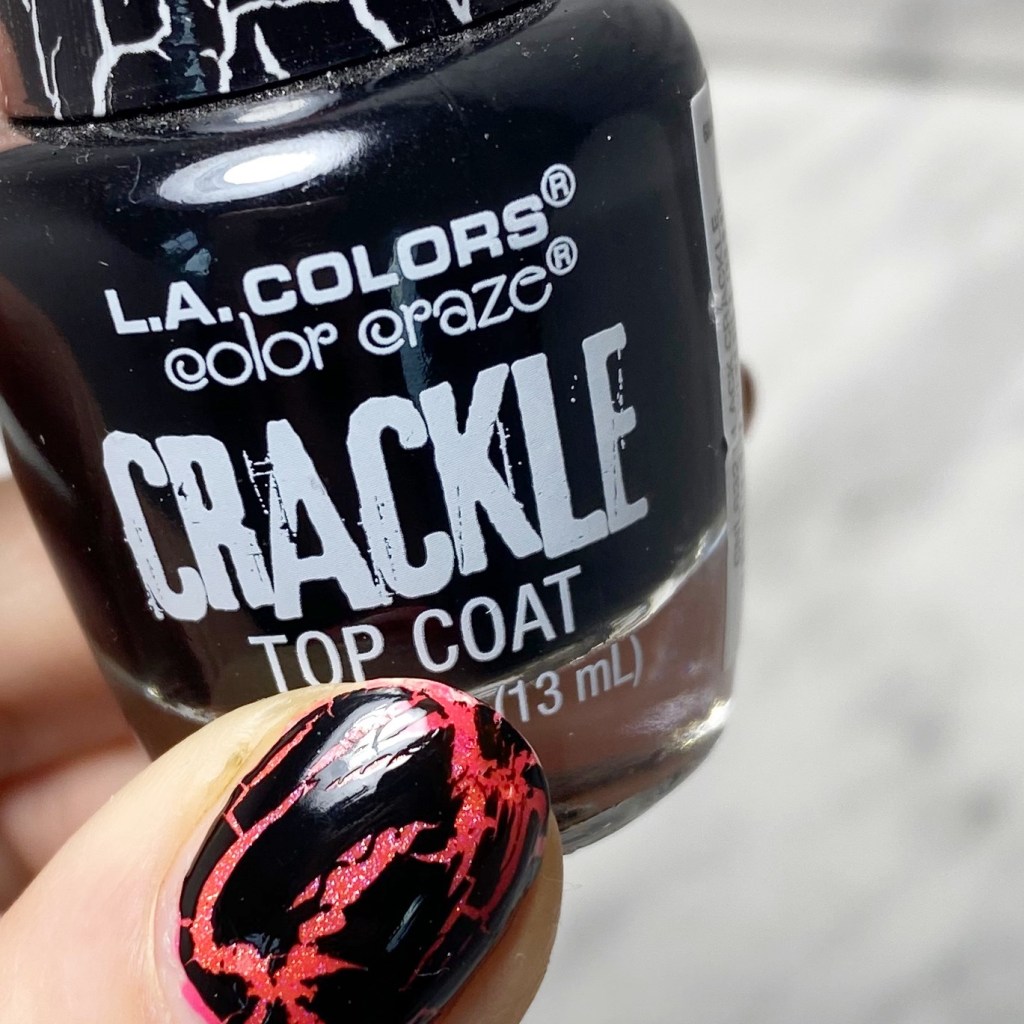 L.A. COLORS®
color craze®
CRACKLE
TOP COAT
(13 mL)